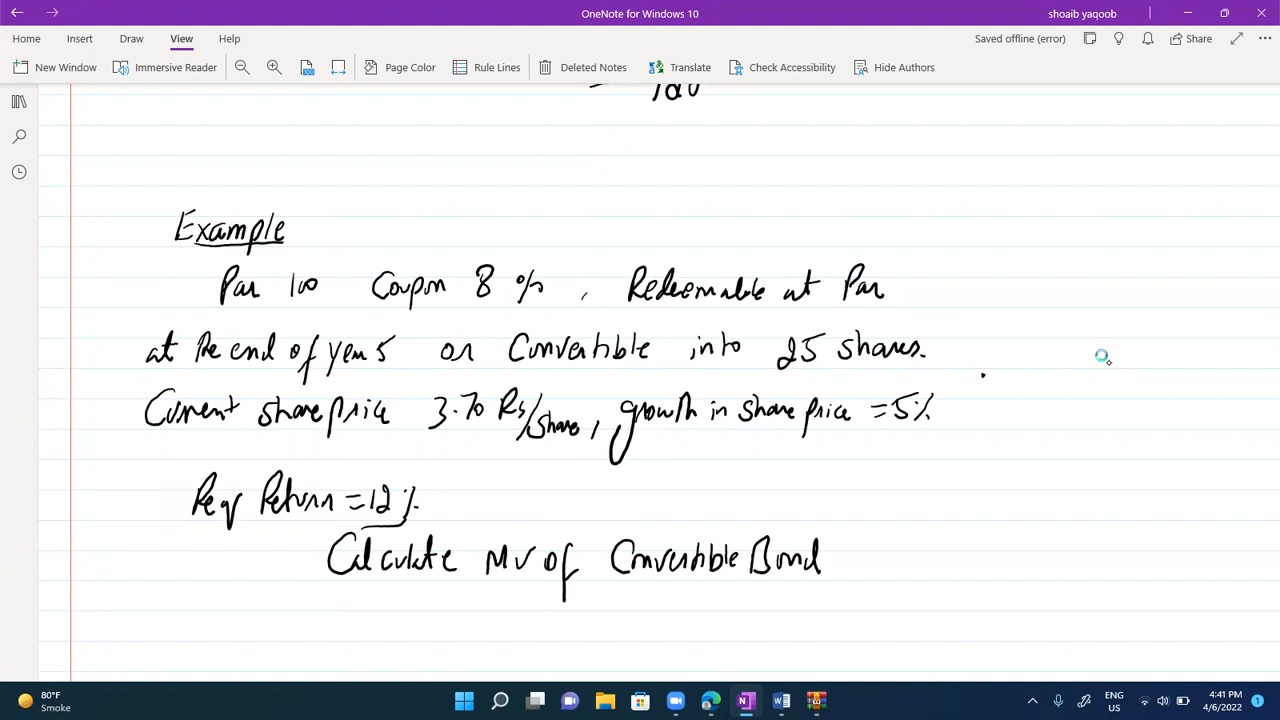 OneNote for Windows 10
shoaib yaqoob
Home Insert Draw View Help
Saved offline (error)
Share
New Window
Immersive Reader
Page Color
Rule Lines
Deleted Notes
Translate
Check Accessibility
Hide Authors
Example
Par 100 Coupon 8 %, Redeemable at Par
at the end of year 5 or Convertible into 25 shares.
Current share price 3.70 Rs/share, growth in share price = 5%
Req Return = 12%
Calculate MV of Convertible Bond
80°F
Smoke
ENG
US
4:41 PM
4/6/2022